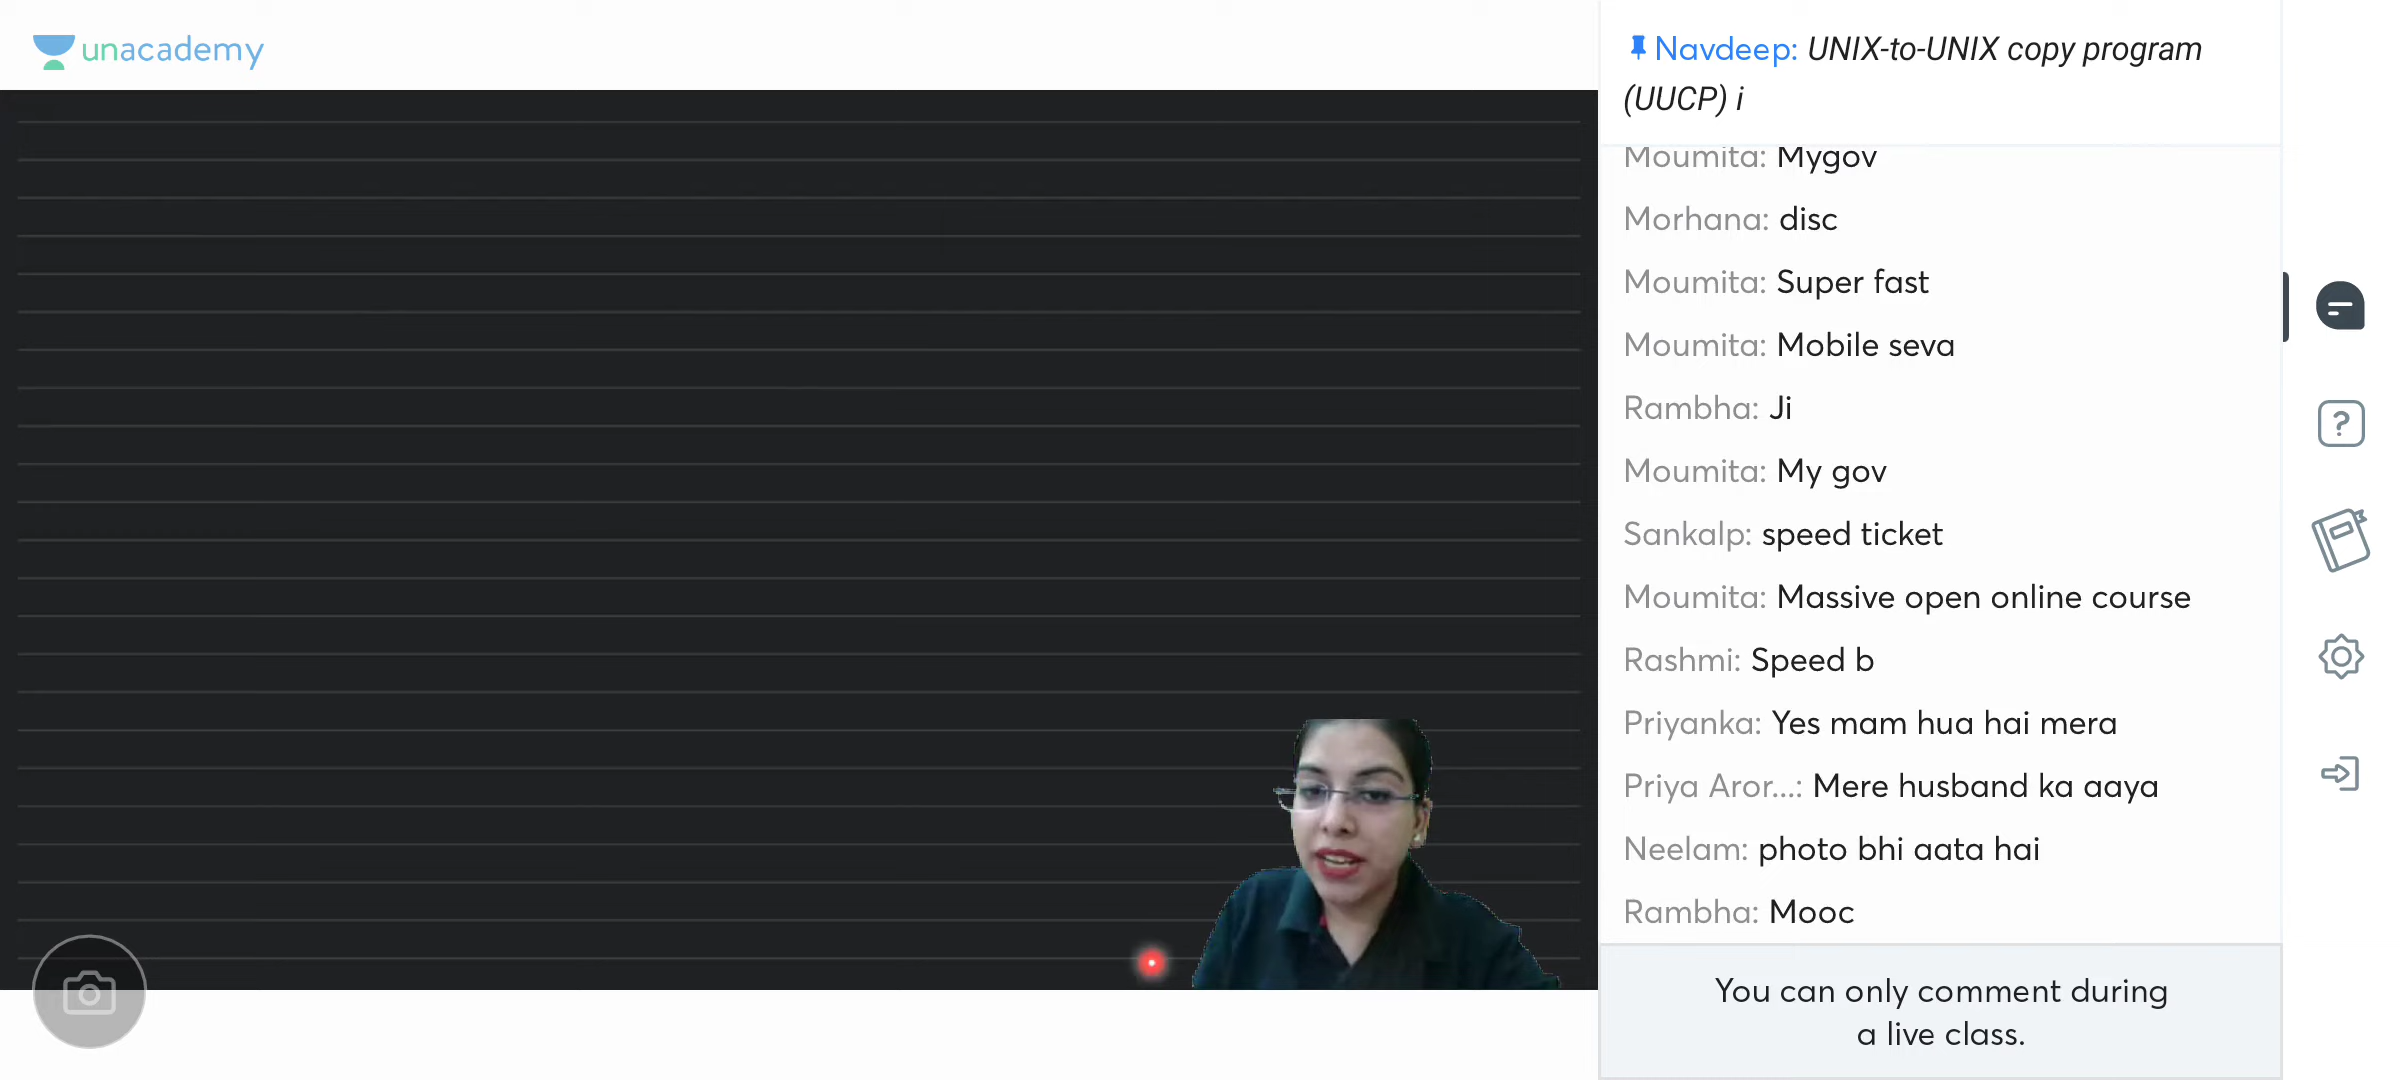 unacademy
Navdeep: UNIX-to-UNIX copy program
(UUCP) i
Moumita: Mygov
Morhana: disc
Moumita: Super fast
Moumita: Mobile seva
Rambha: Ji
Moumita: My gov
Sankalp: speed ticket
Moumita: Massive open online course
Rashmi: Speed b
Priyanka: Yes mam hua hai mera
Priya Aror...: Mere husband ka aaya
Neelam: photo bhi aata hai
Rambha: Mooc
You can only comment during
a live class.